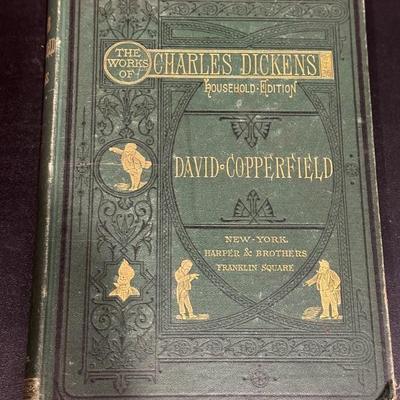 THE WORKS OF CHARLES DICKENS
HOUSEHOLD·EDITION
DAVID·COPPERFIELD
NEW-YORK.
HARPER & BROTHERS
FRANKLIN SQUARE